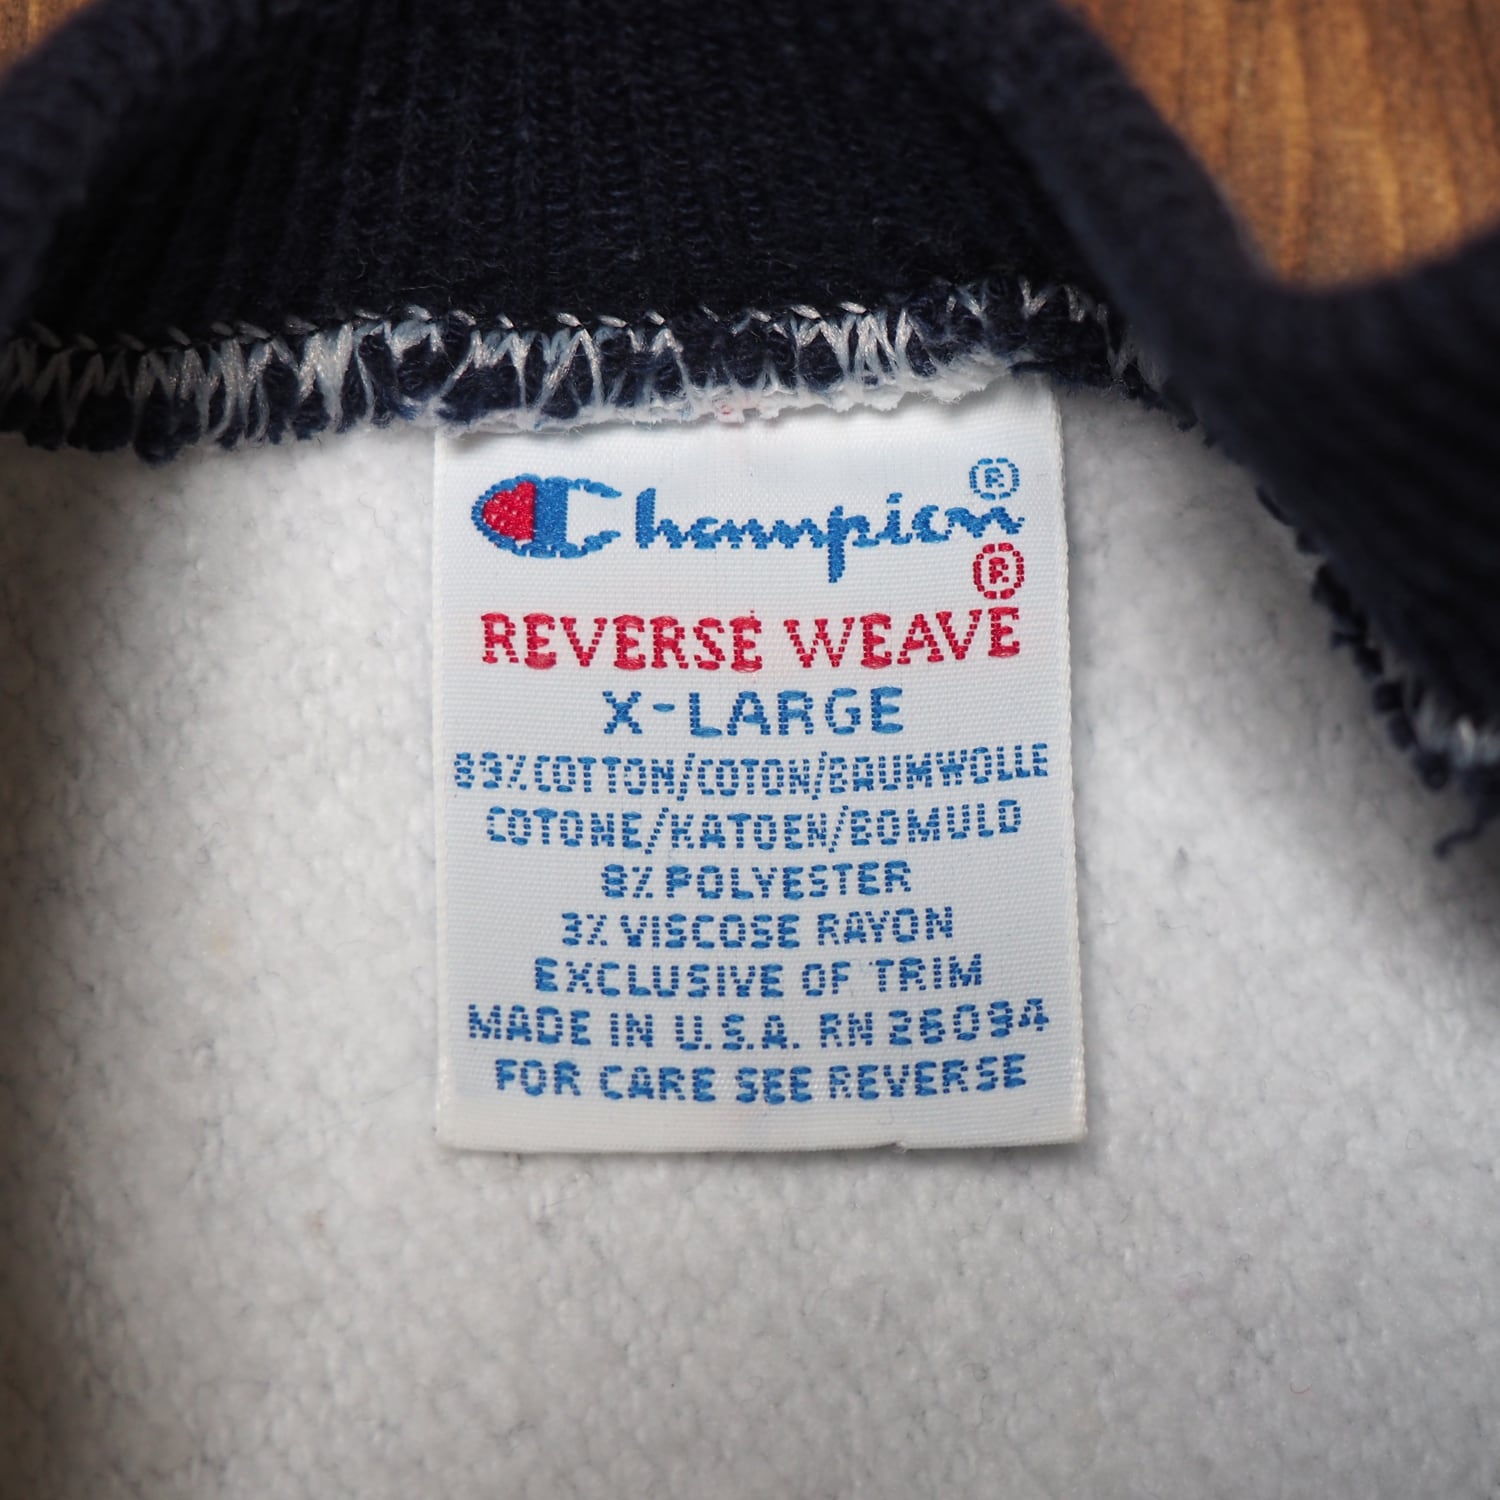 Champion®
®
REVERSE WEAVE
X-LARGE
89% COTTON/COTON/BAUMWOLLE
COTONE/KATOEN/BOMULD
8% POLYESTER
3% VISCOSE RAYON
EXCLUSIVE OF TRIM
MADE IN U.S.A. RN 26094
FOR CARE SEE REVERSE